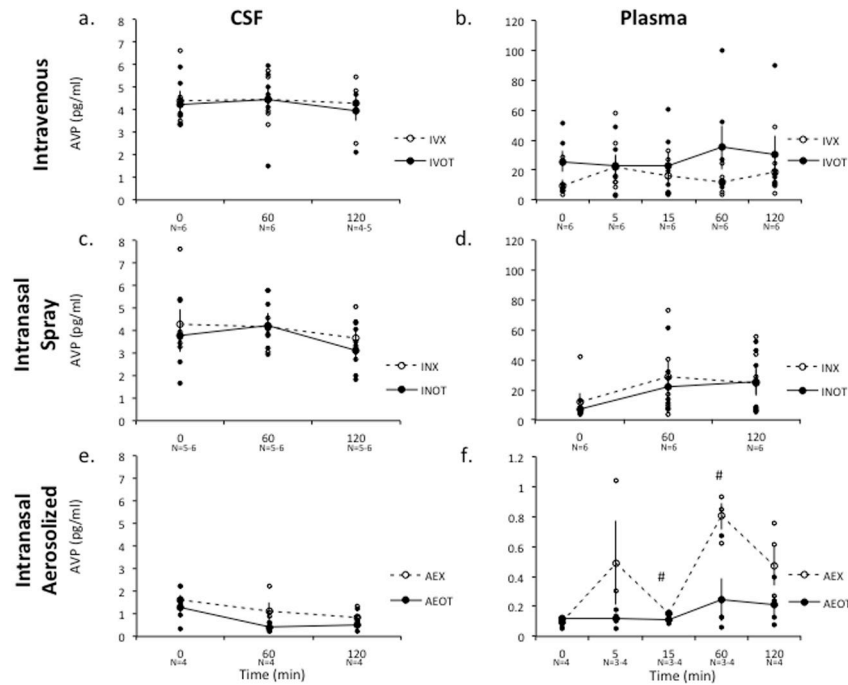 a. CSF
b. Plasma
Intravenous
AVP (pg/ml)
8
7
6
5
4
3
2
1
0
0 60 120
N=6 N=6 N=4-5
IVX
IVOT
120
100
80
60
40
20
0
0 5 15 60 120
N=6 N=6 N=6 N=6 N=6
IVX
IVOT
c.
d.
Intranasal
Spray
AVP (pg/ml)
8
7
6
5
4
3
2
1
0
0 60 120
N=5-6 N=5-6 N=5-6
INX
INOT
120
100
80
60
40
20
0
0 60 120
N=6 N=6 N=6
INX
INOT
e.
f.
Intranasal
Aerosolized
AVP (pg/ml)
8
7
6
5
4
3
2
1
0
0 60 120
N=4 N=4 N=4
Time (min)
AEX
AEOT
1.2
1
0.8
0.6
0.4
0.2
0
# #
0 5 15 60 120
N=4 N=3-4 N=3-4 N=3-4 N=4
Time (min)
AEX
AEOT